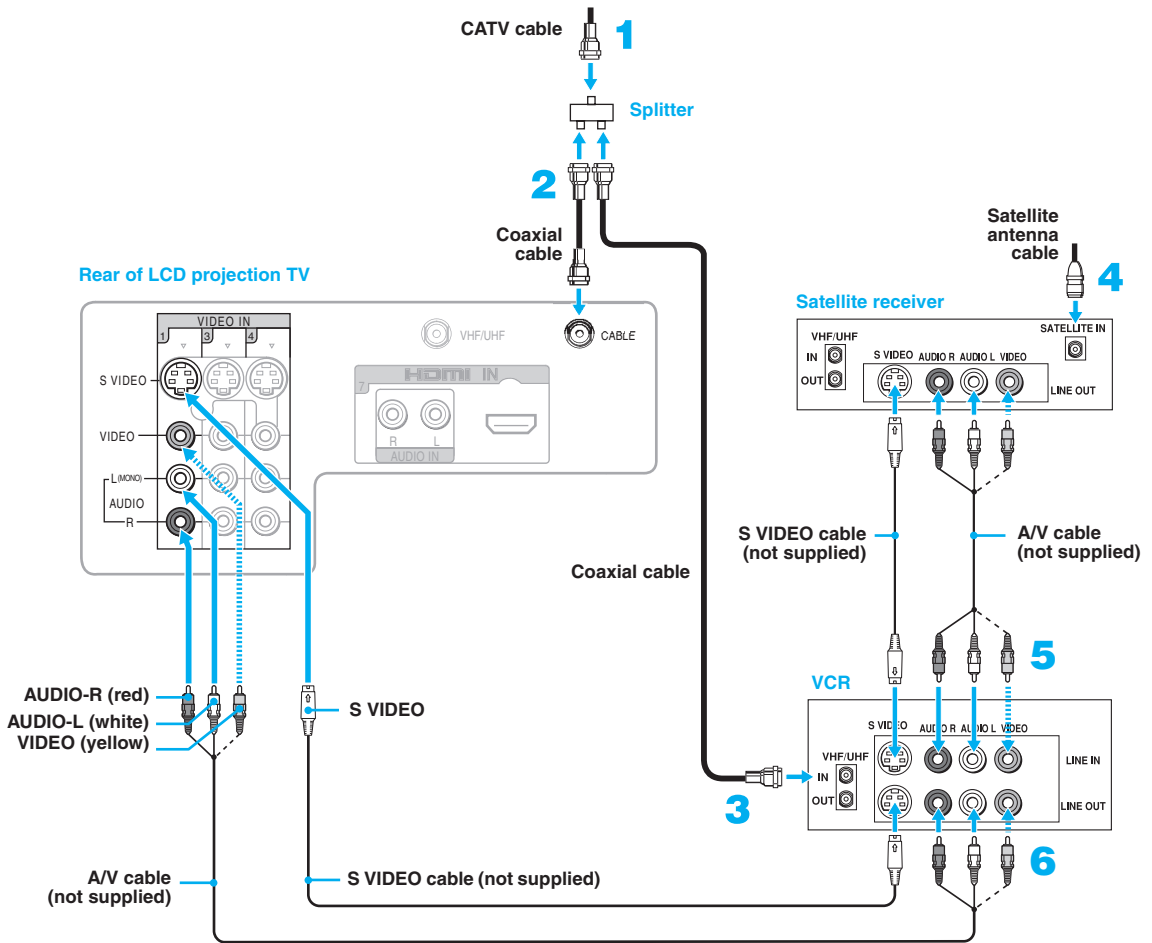 CATV cable
1
Splitter
2
Coaxial
cable
Satellite
antenna
cable
4
Rear of LCD projection TV
Satellite receiver
VIDEO IN
1
3
4
S VIDEO
VIDEO
L(MONO)
AUDIO
R
VHF/UHF
CABLE
7
HDMI IN
R
L
AUDIO IN
SATELLITE IN
VHF/UHF
IN
OUT
S VIDEO
AUDIO R
AUDIO L
VIDEO
LINE OUT
S VIDEO cable
(not supplied)
A/V cable
(not supplied)
Coaxial cable
5
VCR
AUDIO-R (red)
AUDIO-L (white)
VIDEO (yellow)
S VIDEO
S VIDEO
AUDIO R
AUDIO L
VIDEO
VHF/UHF
IN
OUT
LINE IN
LINE OUT
3
6
A/V cable
(not supplied)
S VIDEO cable (not supplied)